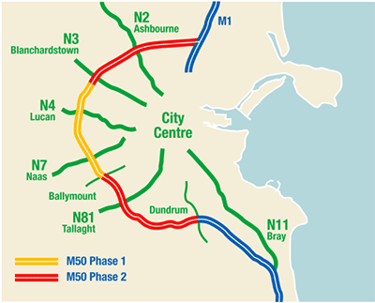 N2
Ashbourne
M1
N3
Blanchardstown
N4
Lucan
City
Centre
N7
Naas
Ballymount
N81
Tallaght
Dundrum
N11
Bray
M50 Phase 1
M50 Phase 2